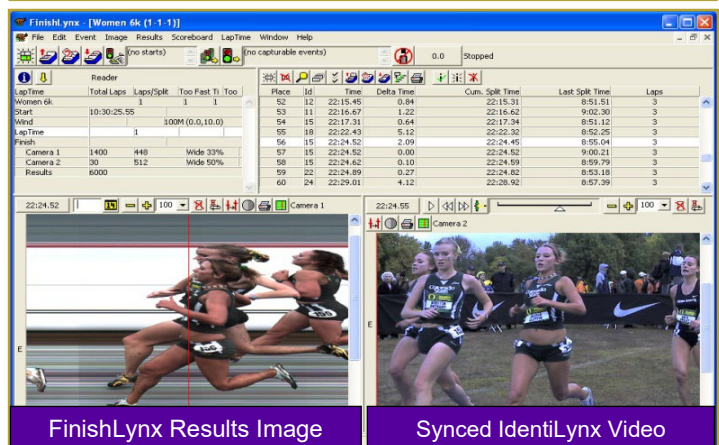 FinishLynx - [Women 6k (1-1-1)]
File Edit Event Image Results Scoreboard LapTime Window Help
(no starts) (no capturable events) 0.0 Stopped
Reader
LapTime Total Laps Laps/Split Too Fast Ti Too
Women 6k 1 1 1
Start 10:30:25.55
Wind 100M (0.0,10.0)
LapTime 1
Finish
Camera 1 1400 448 Wide 33%
Camera 2 30 512 Wide 50%
Results 6000
Place Id Time Delta Time Cum. Split Time Last Split Time Laps
52 12 22:15.45 0.84 22:15.31 8:51.51 3
53 11 22:16.67 1.22 22:16.62 9:02.30 3
54 15 22:17.31 0.64 22:17.34 8:51.12 3
55 18 22:22.43 5.12 22:22.32 8:52.25 3
56 15 22:24.52 2.09 22:24.45 8:55.04 3
57 15 22:24.52 0.00 22:24.52 9:00.21 3
58 15 22:24.62 0.10 22:24.59 8:59.79 3
59 22 22:24.89 0.27 22:24.82 8:53.18 3
60 24 22:29.01 4.12 22:28.92 8:57.39 3
22:24.52 100 Camera 1
22:24.55 100
Camera 2
E
E
Colorado
FinishLynx Results Image
Synced IdentiLynx Video